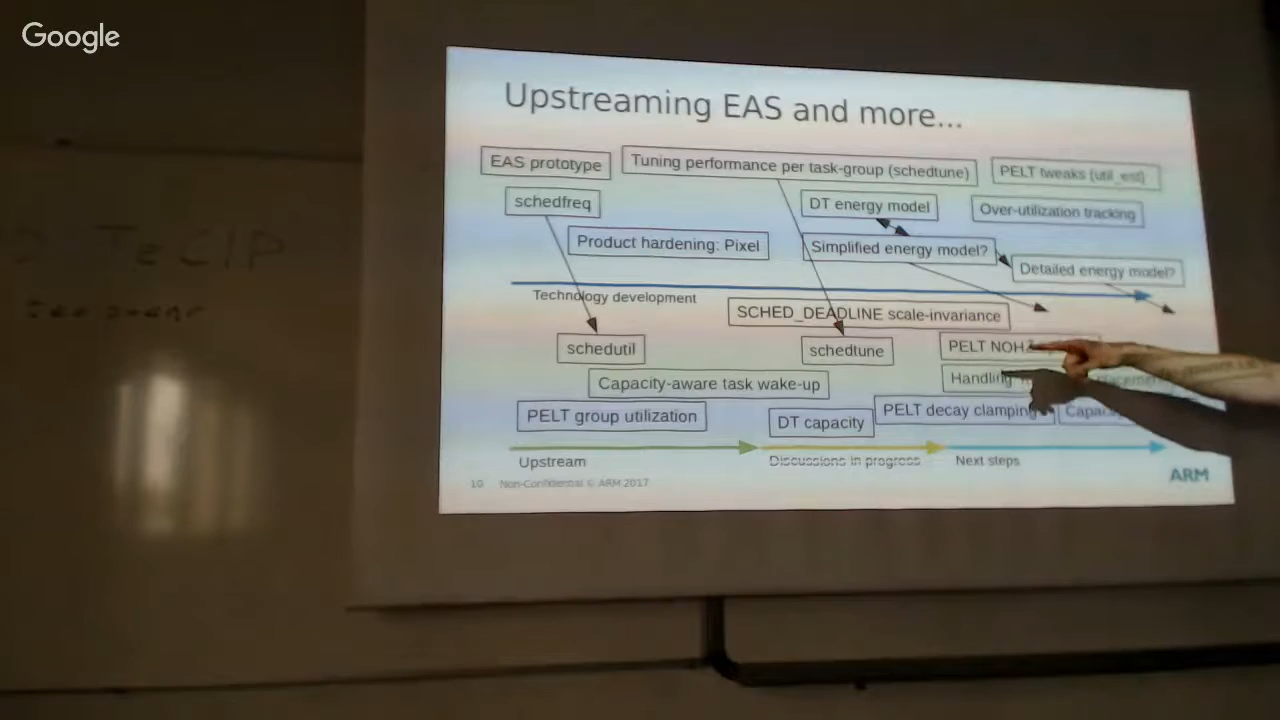 Google
Upstreaming EAS and more...
EAS prototype
Tuning performance per task-group (schedtune)
PELT tweaks (util_est)
schedfreq
DT energy model
Over-utilization tracking
Product hardening: Pixel
Simplified energy model?
Detailed energy model?
Technology development
SCHED_DEADLINE scale-invariance
schedutil
schedtune
PELT NOHZ
Capacity-aware task wake-up
Handling
PELT group utilization
DT capacity
PELT decay clamping
Upstream
Discussions in progress
Next steps
10 Non-Confidential © ARM 2017
ARM
TeCIP